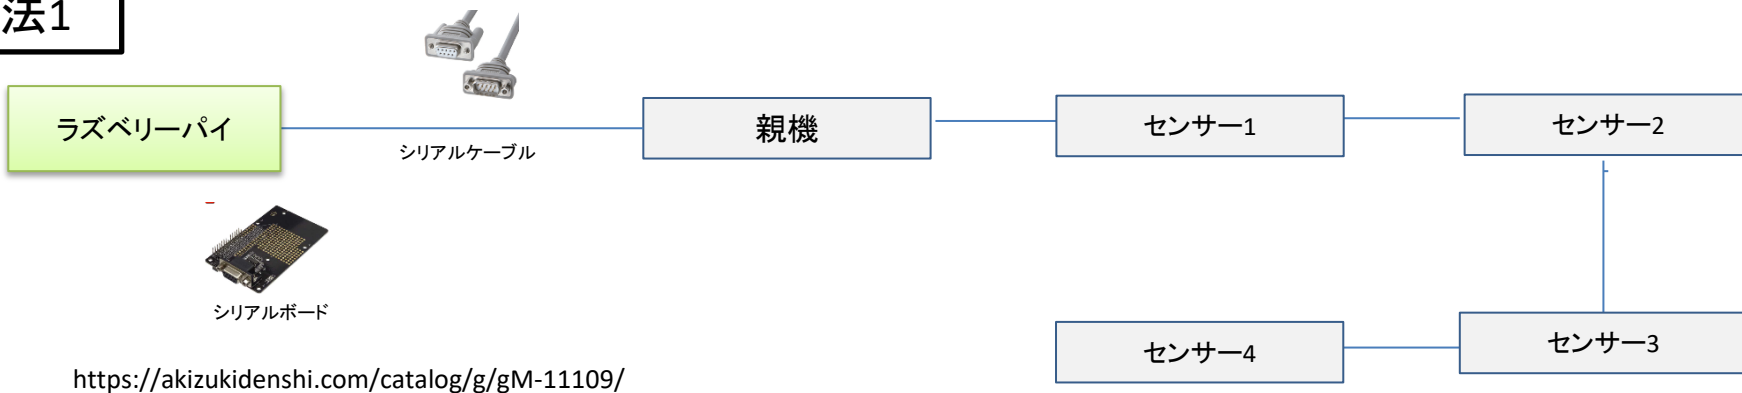 法1
ラズベリーパイ
シリアルケーブル
親機
センサー1
センサー2
シリアルボード
センサー4
センサー3
https://akizukidenshi.com/catalog/g/gM-11109/